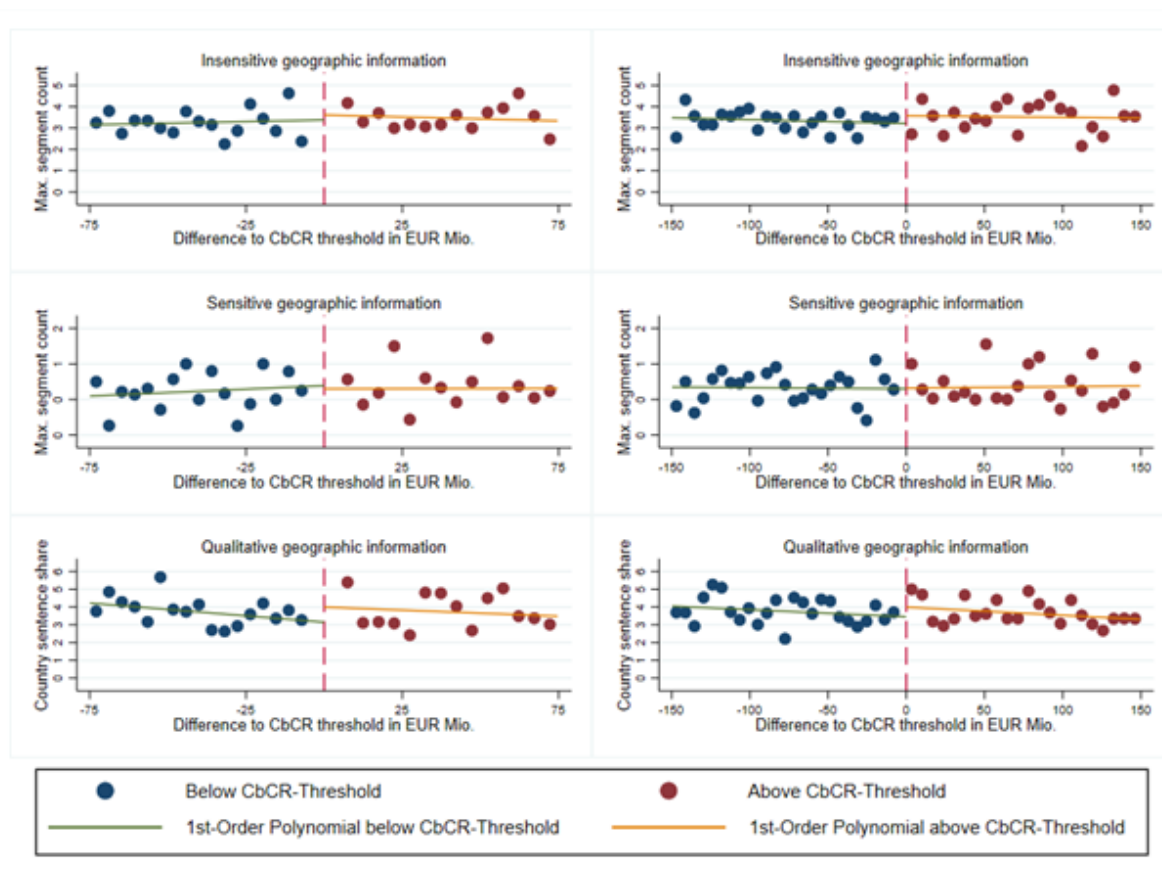 Insensitive geographic information
Max. segment count
5
4
3
2
1
0
-75 -25 25 75
Difference to CbCR threshold in EUR Mio.
Insensitive geographic information
Max. segment count
5
4
3
2
1
0
-150 -100 -50 0 50 100 150
Difference to CbCR threshold in EUR Mio.
Sensitive geographic information
Max. segment count
2
1
0
0
-75 -25 25 75
Difference to CbCR threshold in EUR Mio.
Sensitive geographic information
Max. segment count
2
1
0
0
-150 -100 -50 0 50 100 150
Difference to CbCR threshold in EUR Mio.
Qualitative geographic information
Country sentence share
6
5
4
3
2
1
0
-75 -25 25 75
Difference to CbCR threshold in EUR Mio.
Qualitative geographic information
Country sentence share
6
5
4
3
2
1
0
-150 -100 -50 0 50 100 150
Difference to CbCR threshold in EUR Mio.
Below CbCR-Threshold
Above CbCR-Threshold
1st-Order Polynomial below CbCR-Threshold
1st-Order Polynomial above CbCR-Threshold